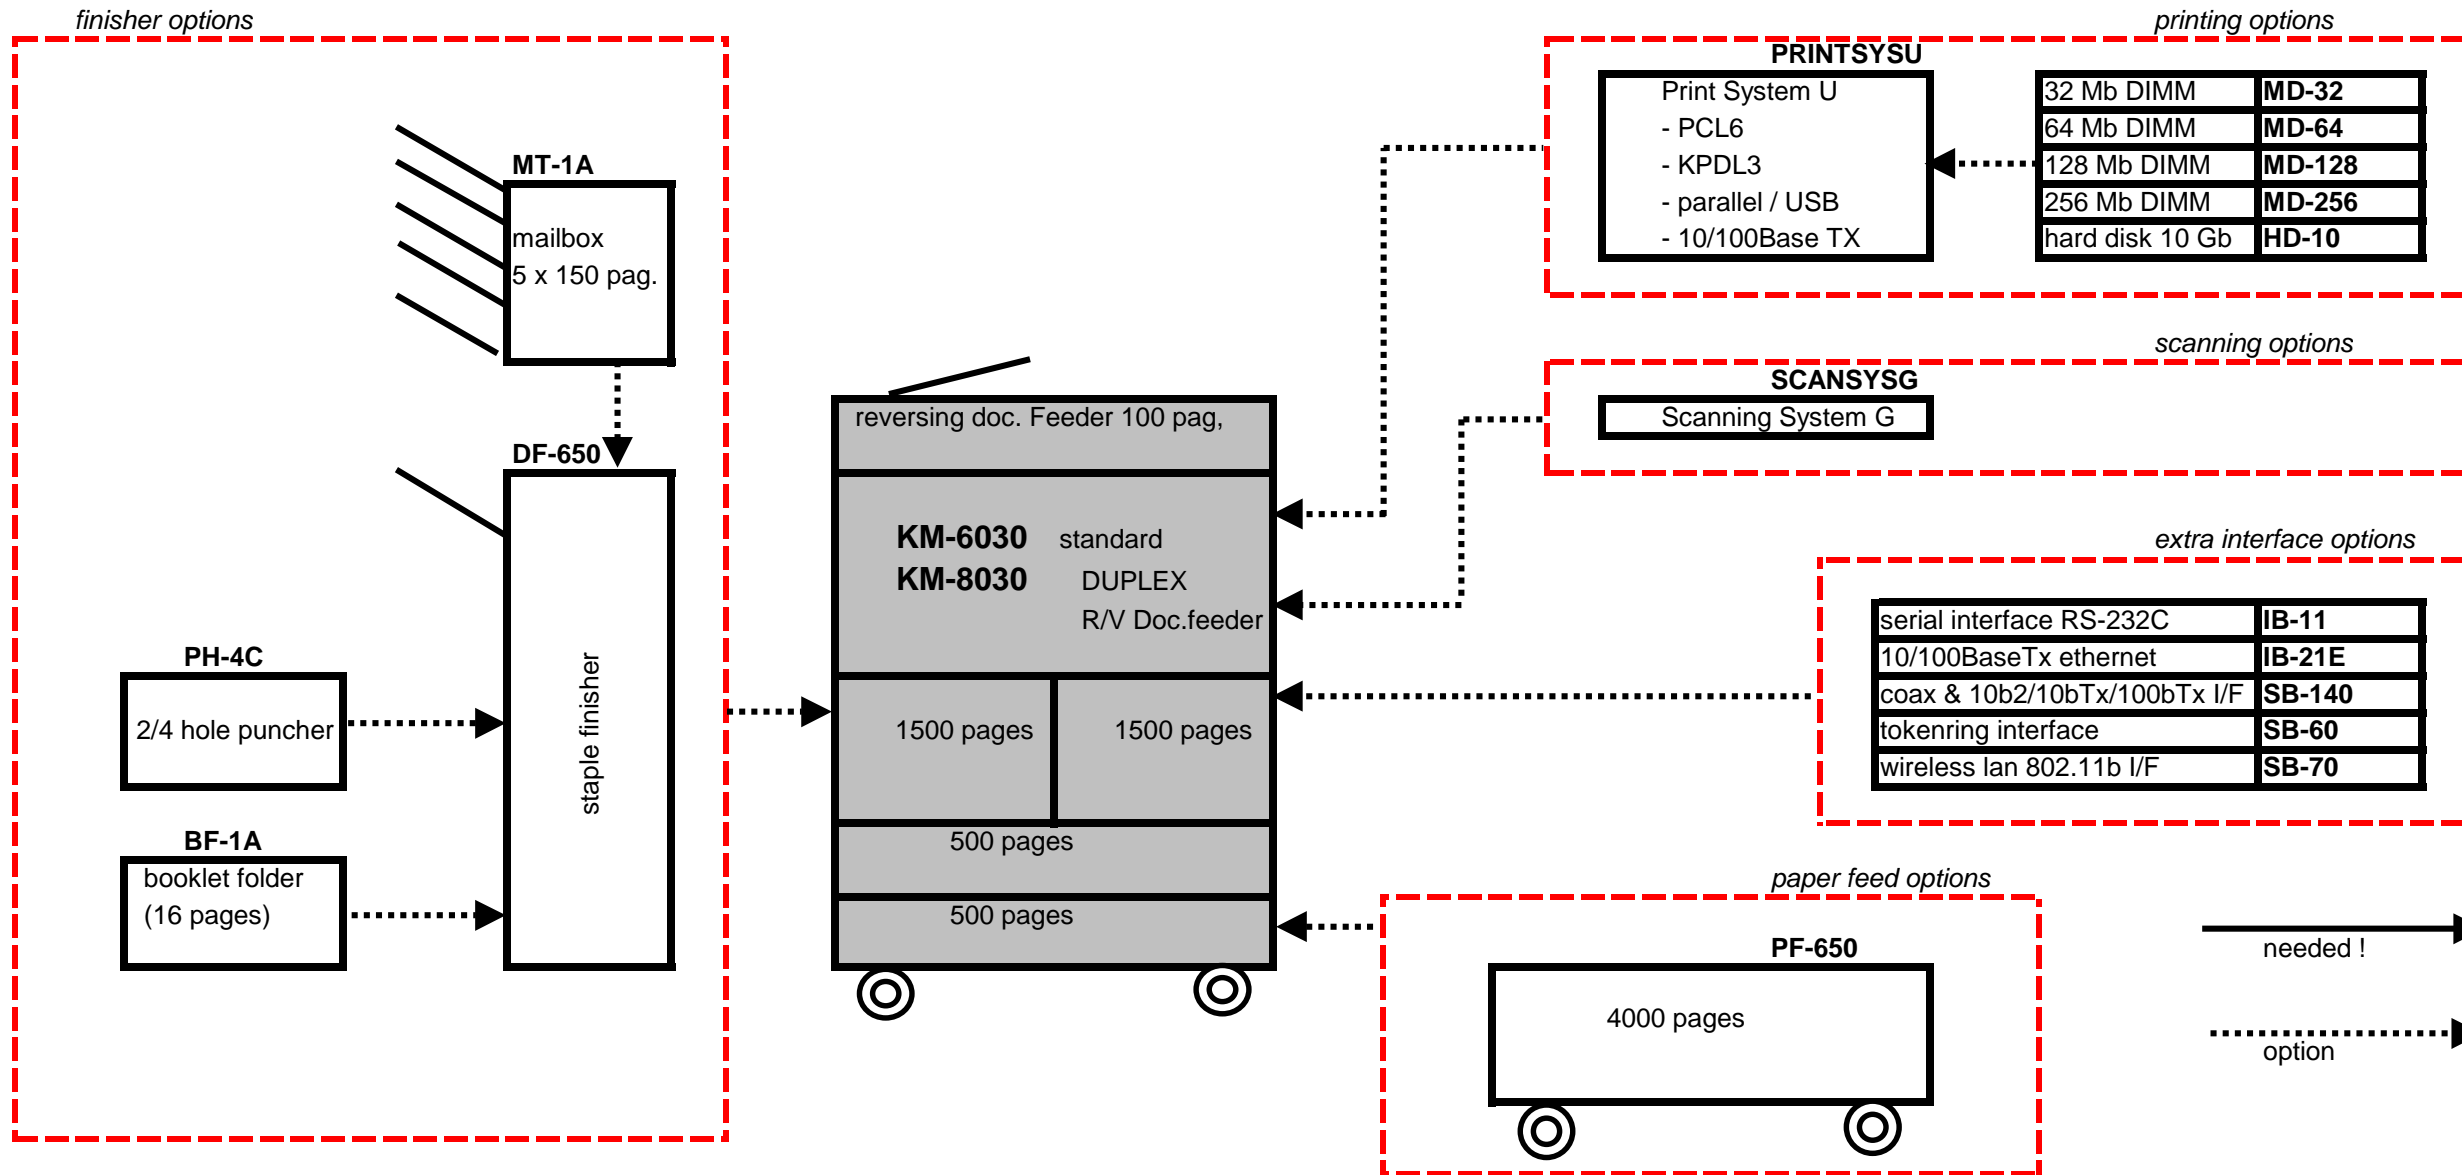 finisher options
MT-1A
mailbox
5 x 150 pag.
DF-650
staple finisher
PH-4C
2/4 hole puncher
BF-1A
booklet folder
(16 pages)
reversing doc. Feeder 100 pag,
KM-6030 standard
KM-8030 DUPLEX
R/V Doc.feeder
1500 pages 1500 pages
500 pages
500 pages
printing options
PRINTSYSU
Print System U
- PCL6
- KPDL3
- parallel / USB
- 10/100Base TX
32 Mb DIMM MD-32
64 Mb DIMM MD-64
128 Mb DIMM MD-128
256 Mb DIMM MD-256
hard disk 10 Gb HD-10
scanning options
SCANSYSG
Scanning System G
extra interface options
serial interface RS-232C IB-11
10/100BaseTx ethernet IB-21E
coax & 10b2/10bTx/100bTx I/F SB-140
tokenring interface SB-60
wireless lan 802.11b I/F SB-70
paper feed options
PF-650
4000 pages
needed !
option